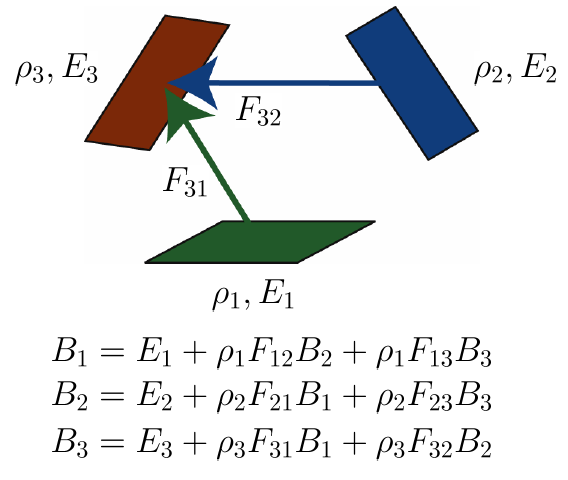 ρ₃, E₃
ρ₂, E₂
F₃₂
F₃₁
ρ₁, E₁
B₁ = E₁ + ρ₁F₁₂B₂ + ρ₁F₁₃B₃
B₂ = E₂ + ρ₂F₂₁B₁ + ρ₂F₂₃B₃
B₃ = E₃ + ρ₃F₃₁B₁ + ρ₃F₃₂B₂